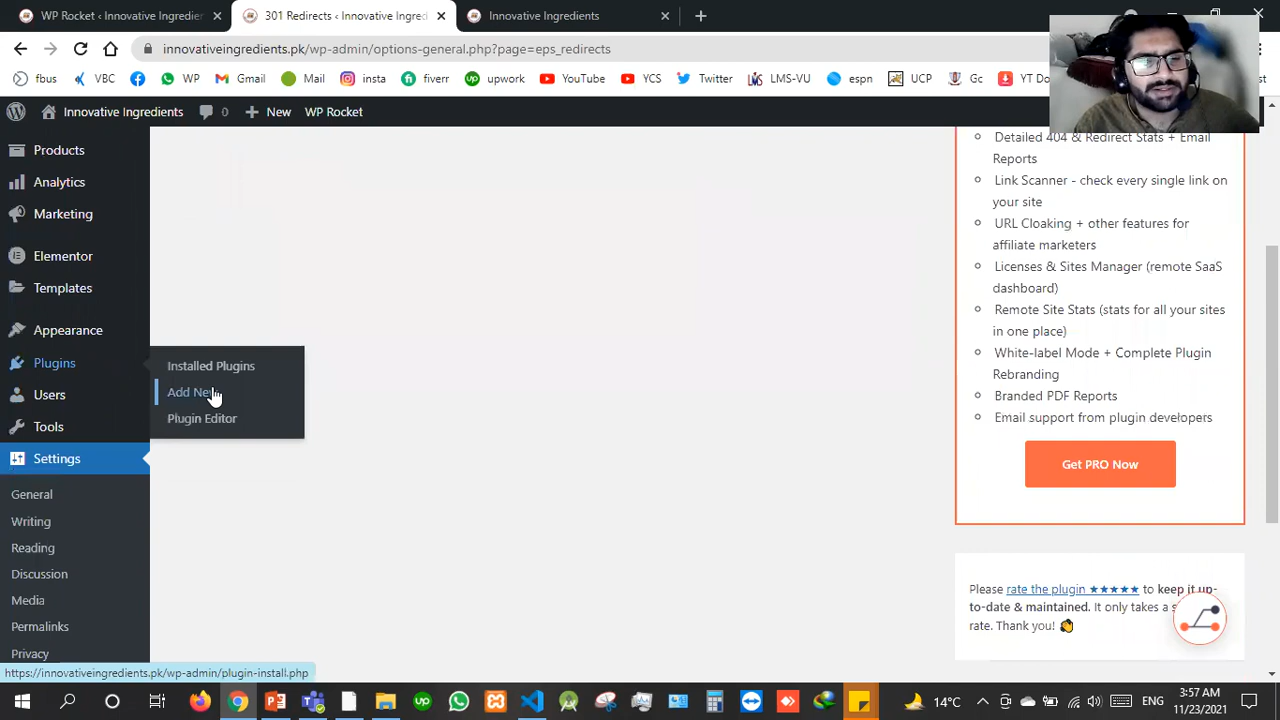 WP Rocket ‹ Innovative Ingredien
301 Redirects ‹ Innovative Ingred
Innovative Ingredients
innovativeingredients.pk/wp-admin/options-general.php?page=eps_redirects
fbus
VBC
WP
Gmail
Mail
insta
fiverr
upwork
YouTube
YCS
Twitter
LMS-VU
espn
UCP
Gc
YT Do
st
Innovative Ingredients
0
New
WP Rocket
Products
Analytics
Marketing
Elementor
Templates
Appearance
Plugins
Users
Tools
Settings
General
Writing
Reading
Discussion
Media
Permalinks
Privacy
Installed Plugins
Add New
Plugin Editor
Detailed 404 & Redirect Stats + Email
Reports
Link Scanner - check every single link on
your site
URL Cloaking + other features for
affiliate marketers
Licenses & Sites Manager (remote SaaS
dashboard)
Remote Site Stats (stats for all your sites
in one place)
White-label Mode + Complete Plugin
Rebranding
Branded PDF Reports
Email support from plugin developers
Get PRO Now
Please rate the plugin ★★★★★ to keep it up-
to-date & maintained. It only takes a s
rate. Thank you!
https://innovativeingredients.pk/wp-admin/plugin-install.php
14°C
ENG
3:57 AM
11/23/2021